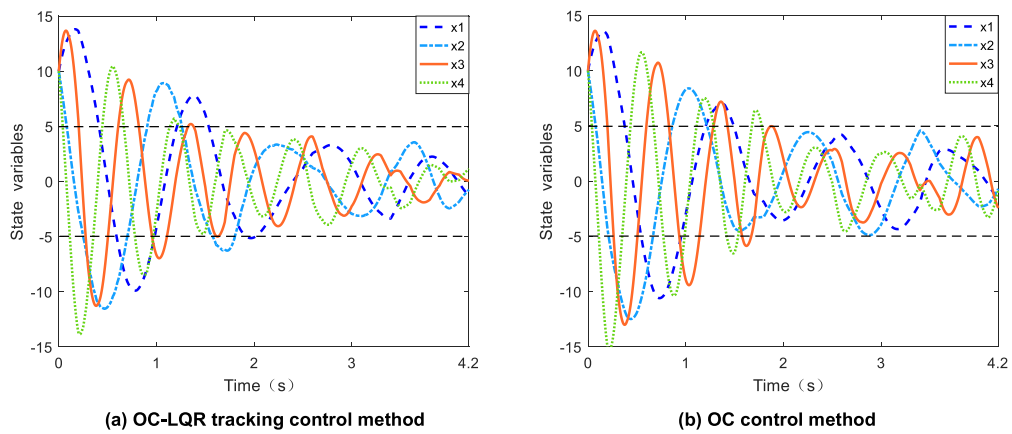 15
10
5
0
-5
-10
-15
State variables
0
1
2
3
4.2
Time（s）
x1
x2
x3
x4
(a) OC-LQR tracking control method
15
10
5
0
-5
-10
-15
State variables
0
1
2
3
4.2
Time（s）
x1
x2
x3
x4
(b) OC control method